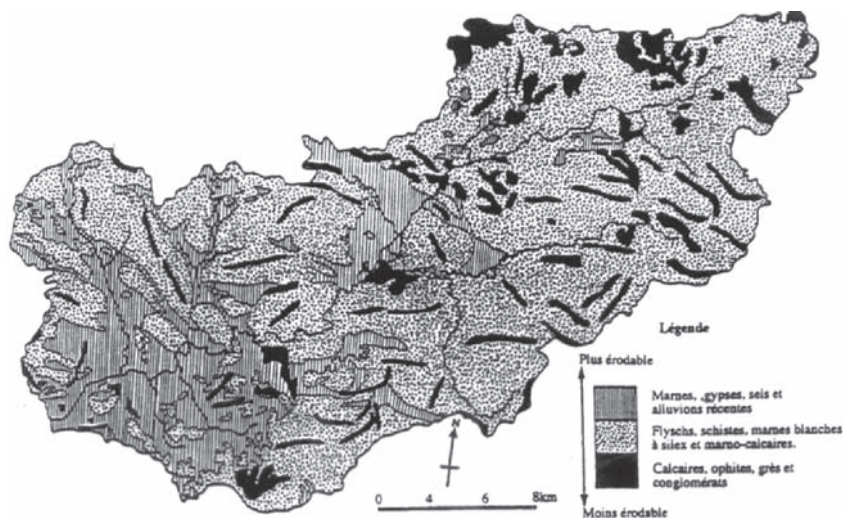 Légende
Plus érodable
Marnes, ,gypses, sels et
alluvions récentes
Flyschs, schistes, marnes blanches
à silex et marno-calcaires.
Calcaires, ophites, grès et
conglomérats
Moins érodable
N
0 4 6 8km